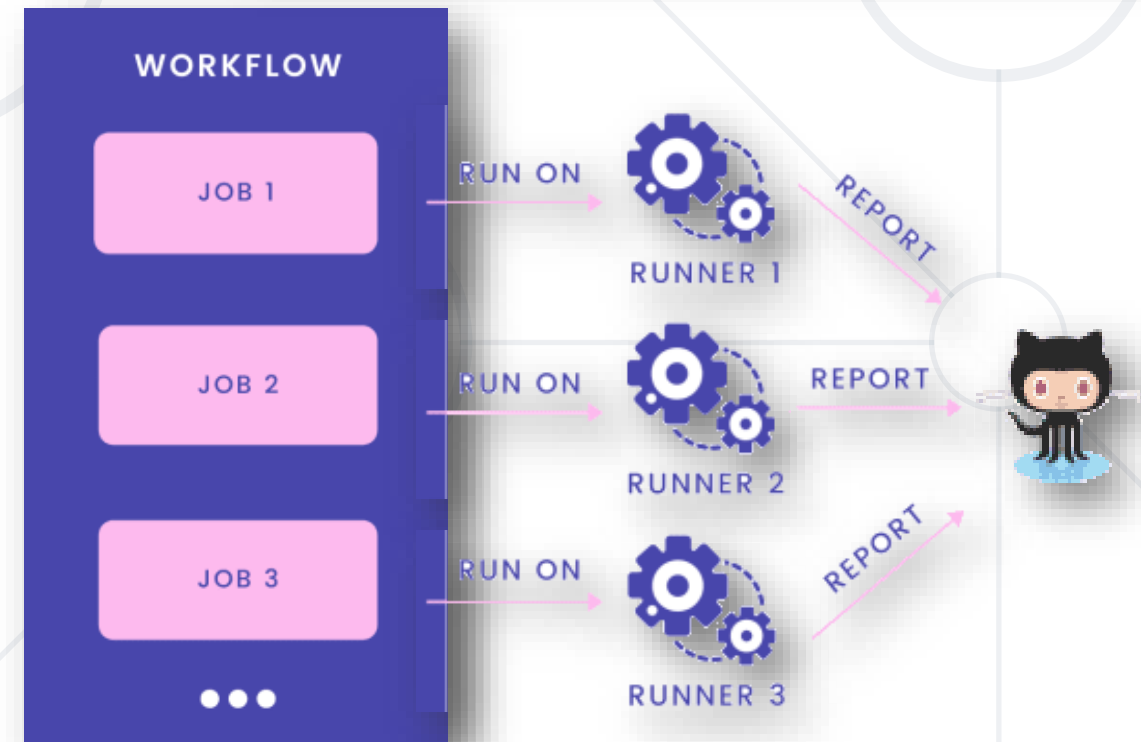 WORKFLOW
JOB 1
RUN ON
RUNNER 1
REPORT
JOB 2
RUN ON
RUNNER 2
REPORT
JOB 3
RUN ON
RUNNER 3
REPORT